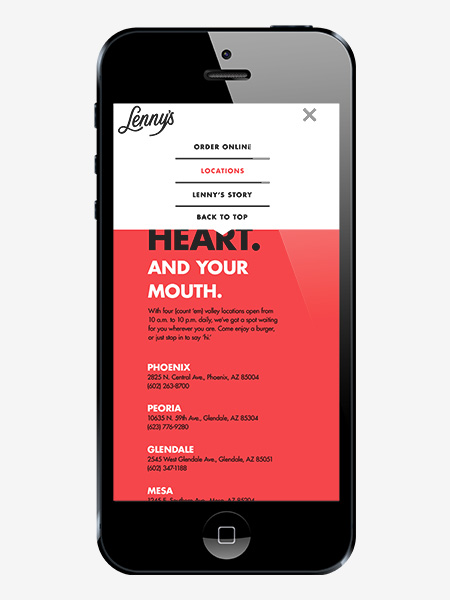 Lenny's
ORDER ONLINE
LOCATIONS
LENNY'S STORY
BACK TO TOP
HEART.
AND YOUR
MOUTH.
With four (count 'em) valley locations open from
10 a.m. to 10 p.m. daily, we've got a spot waiting
for you wherever you are. Come enjoy a burger,
or just stop in to say 'hi.'
PHOENIX
2825 N. Central Ave., Phoenix, AZ 85004
(602) 263-8700
PEORIA
10635 N. 59th Ave., Glendale, AZ 85304
(623) 776-9280
GLENDALE
2545 West Glendale Ave., Glendale, AZ 85051
(602) 347-1188
MESA
Mesa, AZ 85204